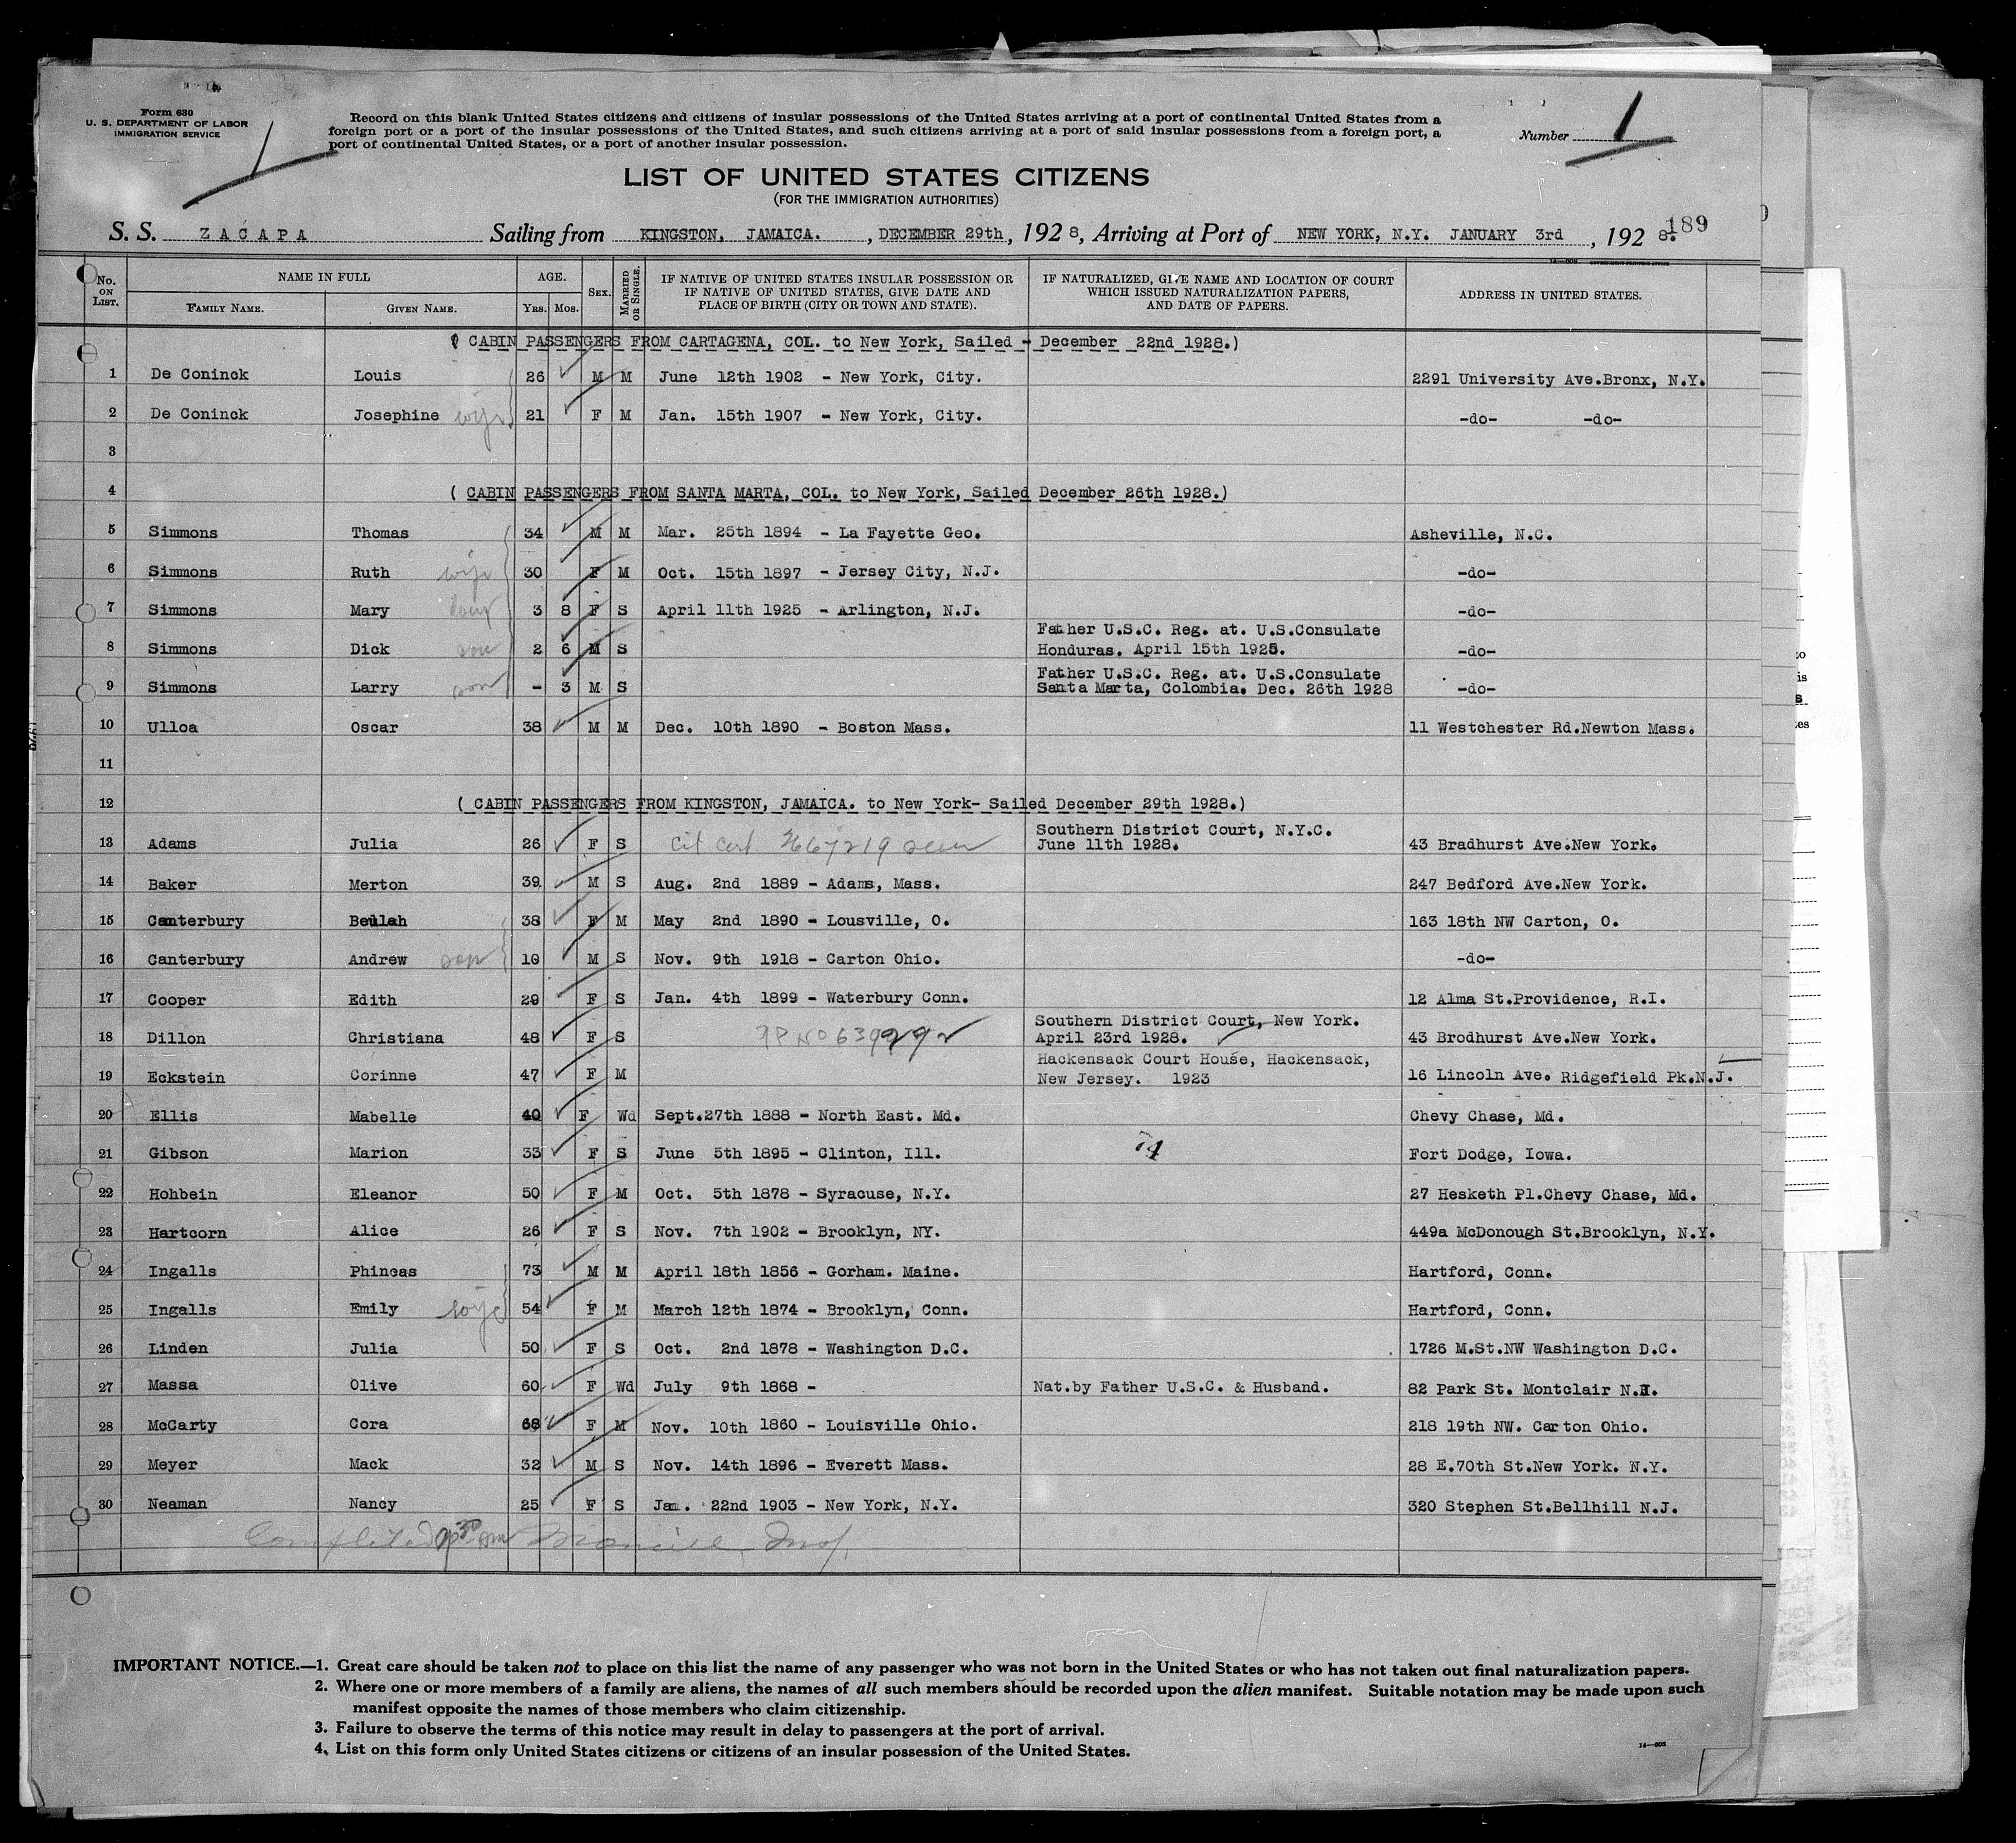 Form 630
U. S. DEPARTMENT OF LABOR
IMMIGRATION SERVICE
1
Record on this blank United States citizens and citizens of insular possessions of the United States arriving at a port of continental United States from a
foreign port or a port of the insular possessions of the United States, and such citizens arriving at a port of said insular possessions from a foreign port, a
port of continental United States, or a port of another insular possession.
Number 1
LIST OF UNITED STATES CITIZENS
(FOR THE IMMIGRATION AUTHORITIES)
189
S. S. ZACAPA Sailing from KINGSTON, JAMAICA. , DECEMBER 29th , 192 8, Arriving at Port of NEW YORK, N.Y. JANUARY 3rd , 192 8.
No. ON LIST. NAME IN FULL FAMILY NAME. GIVEN NAME. AGE. YRS. MOS. SEX. MARRIED OR SINGLE. IF NATIVE OF UNITED STATES INSULAR POSSESSION OR IF NATIVE OF UNITED STATES, GIVE DATE AND PLACE OF BIRTH (CITY OR TOWN AND STATE). IF NATURALIZED, GIVE NAME AND LOCATION OF COURT WHICH ISSUED NATURALIZATION PAPERS, AND DATE OF PAPERS. ADDRESS IN UNITED STATES.
( CABIN PASSENGERS FROM CARTAGENA, COL. to New York, Sailed - December 22nd 1928.)
1 De Coninck Louis 26 M M June 12th 1902 - New York, City. 2291 University Ave.Bronx, N.Y.
2 De Coninck Josephine wife 21 F M Jan. 15th 1907 - New York, City. -do- -do-
3
4 ( CABIN PASSENGERS FROM SANTA MARTA, COL. to New York, Sailed December 26th 1928.)
5 Simmons Thomas 34 M M Mar. 25th 1894 - La Fayette Geo. Asheville, N.C.
6 Simmons Ruth wife 30 F M Oct. 15th 1897 - Jersey City, N.J. -do-
7 Simmons Mary daug 3 8 F S April 11th 1925 - Arlington, N.J. -do-
8 Simmons Dick son 2 6 M S Father U.S.C. Reg. at. U.S.Consulate Honduras. April 15th 1925. -do-
9 Simmons Larry son - 3 M S Father U.S.C. Reg. at. U.S.Consulate Santa Marta, Colombia. Dec. 26th 1928 -do-
10 Ulloa Oscar 38 M M Dec. 10th 1890 - Boston Mass. 11 Westchester Rd.Newton Mass.
11
12 ( CABIN PASSENGERS FROM KINGSTON, JAMAICA. to New York- Sailed December 29th 1928.)
13 Adams Julia 26 F S cit cert. 2667219 seen Southern District Court, N.Y.C. June 11th 1928. 43 Bradhurst Ave.New York.
14 Baker Merton 39 M S Aug. 2nd 1889 - Adams, Mass. 247 Bedford Ave.New York.
15 Canterbury Beulah 38 F M May 2nd 1890 - Lousville, O. 163 18th NW Carton, O.
16 Canterbury Andrew son 10 M S Nov. 9th 1918 - Carton Ohio. -do-
17 Cooper Edith 29 F S Jan. 4th 1899 - Waterbury Conn. 12 Alma St.Providence, R.I.
18 Dillon Christiana 48 F S Southern District Court, New York. April 23rd 1928. 43 Brodhurst Ave.New York.
19 Eckstein Corinne 47 F M Hackensack Court House, Hackensack, New Jersey. 1923 16 Lincoln Ave. Ridgefield Pk.N.J.
20 Ellis Mabelle 40 F Wd Sept.27th 1888 - North East. Md. Chevy Chase, Md.
21 Gibson Marion 33 F S June 5th 1895 - Clinton, Ill. Fort Dodge, Iowa.
22 Hohbein Eleanor 50 F M Oct. 5th 1878 - Syracuse, N.Y. 27 Hesketh Pl.Chevy Chase, Md.
23 Hartcorn Alice 26 F S Nov. 7th 1902 - Brooklyn, NY. 449a McDonough St.Brooklyn, N.Y.
24 Ingalls Phineas 73 M M April 18th 1856 - Gorham. Maine. Hartford, Conn.
25 Ingalls Emily wife 54 F M March 12th 1874 - Brooklyn, Conn. Hartford, Conn.
26 Linden Julia 50 F S Oct. 2nd 1878 - Washington D.C. 1726 M.St.NW Washington D.C.
27 Massa Olive 60 F Wd July 9th 1868 - Nat.by Father U.S.C. & Husband. 82 Park St. Montclair N.J.
28 McCarty Cora 68 F M Nov. 10th 1860 - Louisville Ohio. 218 19th NW. Carton Ohio.
29 Meyer Mack 32 M S Nov. 14th 1896 - Everett Mass. 28 E.70th St.New York. N.Y.
30 Neaman Nancy 25 F S Jan. 22nd 1903 - New York, N.Y. 320 Stephen St.Bellhill N.J.
Completed
IMPORTANT NOTICE.—1. Great care should be taken not to place on this list the name of any passenger who was not born in the United States or who has not taken out final naturalization papers.
2. Where one or more members of a family are aliens, the names of all such members should be recorded upon the alien manifest. Suitable notation may be made upon such
manifest opposite the names of those members who claim citizenship.
3. Failure to observe the terms of this notice may result in delay to passengers at the port of arrival.
4. List on this form only United States citizens or citizens of an insular possession of the United States.